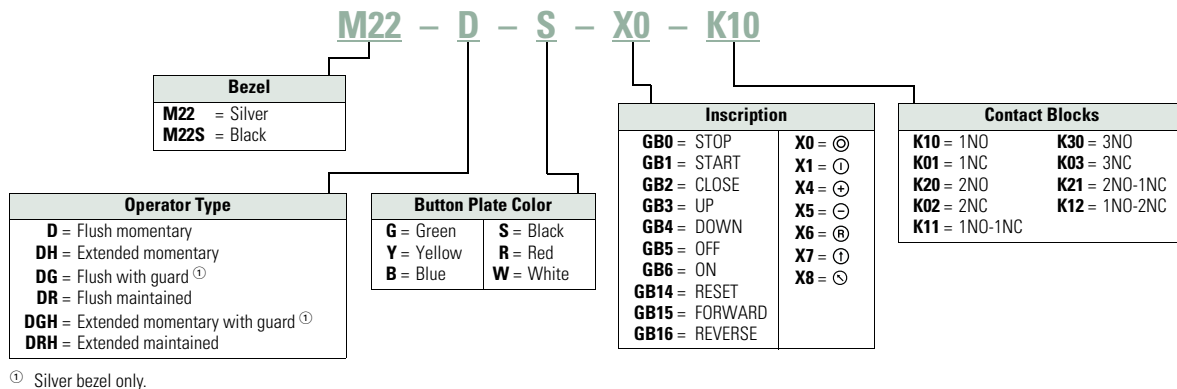 M22 – D – S – X0 – K10
Bezel
M22 = Silver
M22S = Black
Operator Type
D = Flush momentary
DH = Extended momentary
DG = Flush with guard ①
DR = Flush maintained
DGH = Extended momentary with guard ①
DRH = Extended maintained
Button Plate Color
G = Green
Y = Yellow
B = Blue
S = Black
R = Red
W = White
Inscription
GB0 = STOP
GB1 = START
GB2 = CLOSE
GB3 = UP
GB4 = DOWN
GB5 = OFF
GB6 = ON
GB14 = RESET
GB15 = FORWARD
GB16 = REVERSE
X0 = ◎
X1 = Ⓘ
X4 = ⊕
X5 = ⊖
X6 = Ⓡ
X7 = ⓵
X8 = ⦸
Contact Blocks
K10 = 1NO
K01 = 1NC
K20 = 2NO
K02 = 2NC
K11 = 1NO-1NC
K30 = 3NO
K03 = 3NC
K21 = 2NO-1NC
K12 = 1NO-2NC
① Silver bezel only.